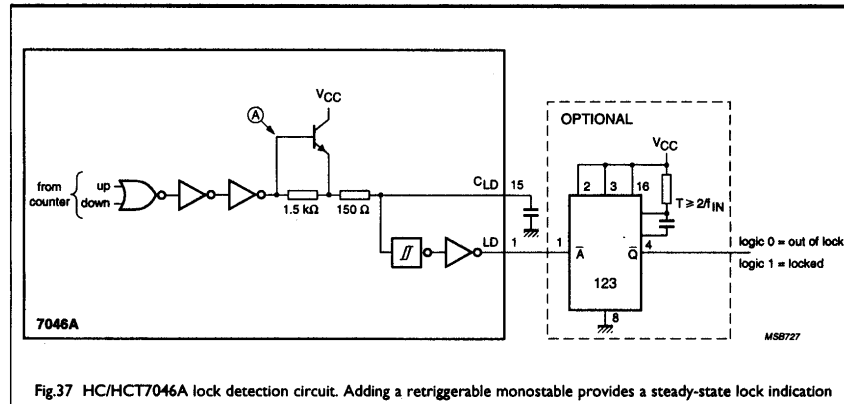 VCC
A
OPTIONAL
VCC
from
counter
up
down
1.5 kΩ
150 Ω
CLD 15
2 3 16
T ≥ 2/fIN
LD 1
1 Ā
Q̄ 4
123
8
logic 0 = out of lock
logic 1 = locked
7046A
MSB727
Fig.37 HC/HCT7046A lock detection circuit. Adding a retriggerable monostable provides a steady-state lock indication